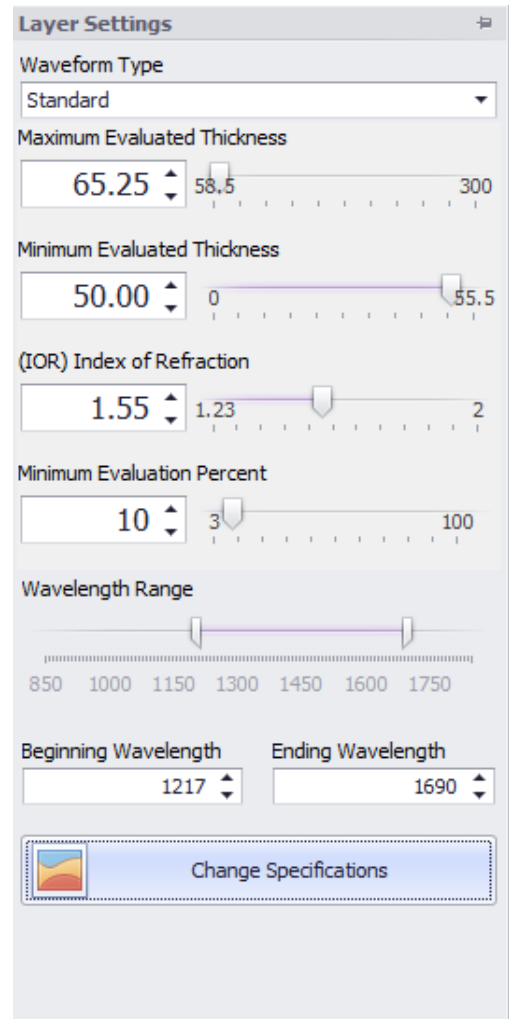 Layer Settings
Waveform Type
Standard
Maximum Evaluated Thickness
65.25 58.5 300
Minimum Evaluated Thickness
50.00 0 55.5
(IOR) Index of Refraction
1.55 1.23 2
Minimum Evaluation Percent
10 3 100
Wavelength Range
850 1000 1150 1300 1450 1600 1750
Beginning Wavelength Ending Wavelength
1217 1690
Change Specifications